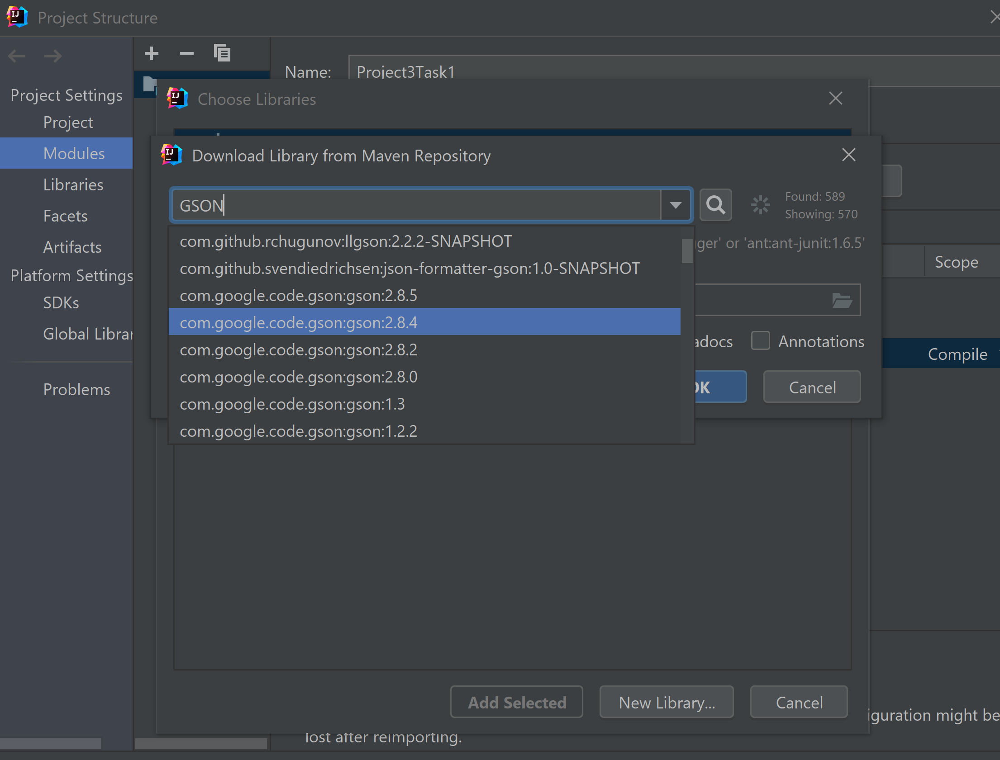 Project Structure
Name:
Project3Task1
Project Settings
Project
Modules
Libraries
Facets
Artifacts
Platform Settings
SDKs
Global Librar
Problems
Choose Libraries
Download Library from Maven Repository
GSON
Found: 589
Showing: 570
com.github.rchugunov:llgson:2.2.2-SNAPSHOT
com.github.svendiedrichsen:json-formatter-gson:1.0-SNAPSHOT
com.google.code.gson:gson:2.8.5
com.google.code.gson:gson:2.8.4
com.google.code.gson:gson:2.8.2
com.google.code.gson:gson:2.8.0
com.google.code.gson:gson:1.3
com.google.code.gson:gson:1.2.2
gger' or 'ant:ant-junit:1.6.5'
adocs
Annotations
OK
Cancel
Scope
Compile
Add Selected
New Library...
Cancel
iguration might be
lost after reimporting.